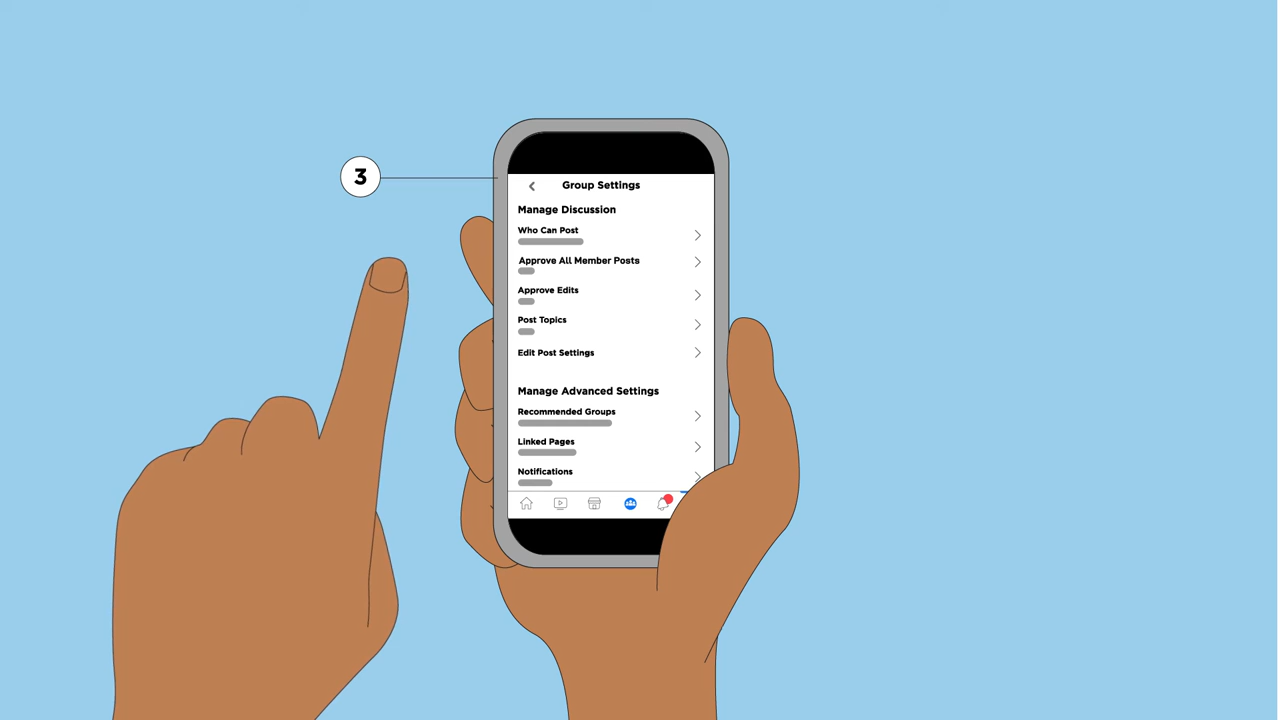 3
Group Settings
Manage Discussion
Who Can Post
Approve All Member Posts
Approve Edits
Post Topics
Edit Post Settings
Manage Advanced Settings
Recommended Groups
Linked Pages
Notifications